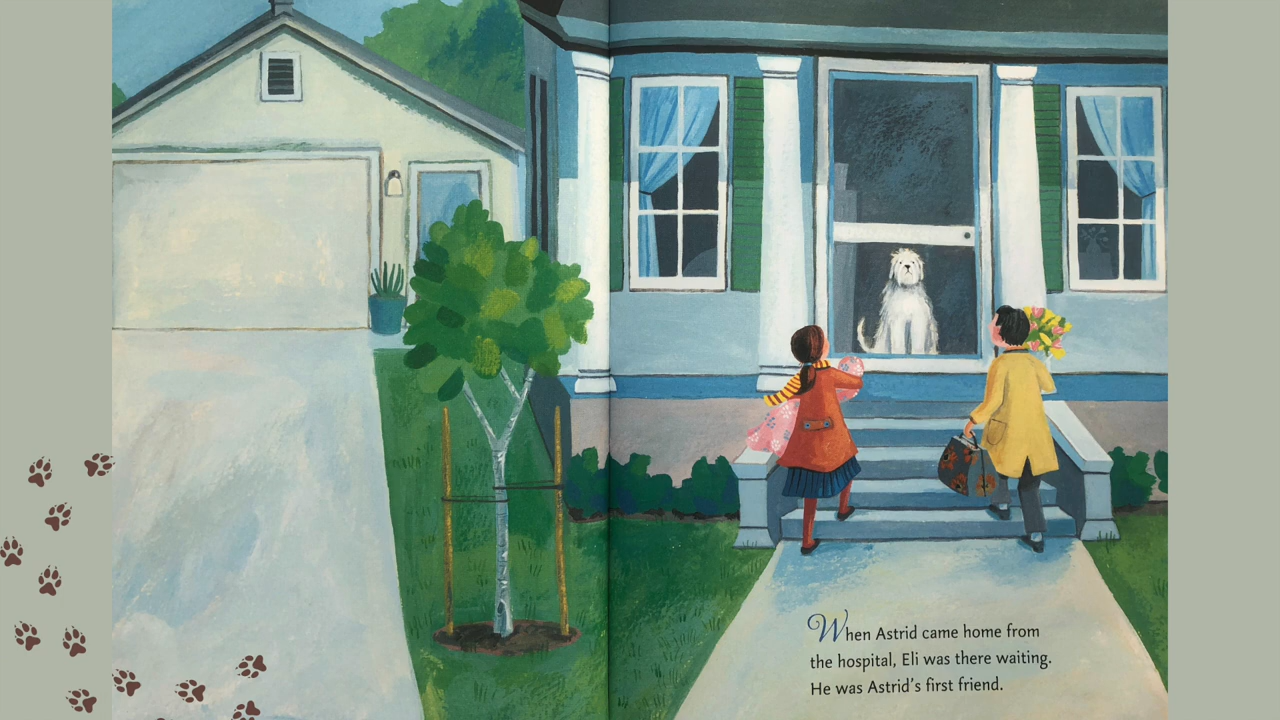 When Astrid came home from
the hospital, Eli was there waiting.
He was Astrid's first friend.